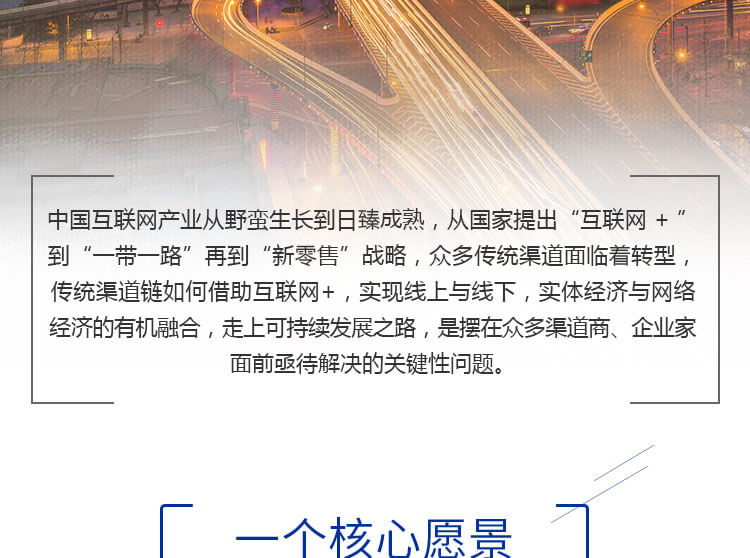 中国互联网产业从野蛮生长到日臻成熟，从国家提出“互联网 + ”
到“一带一路”再到“新零售”战略，众多传统渠道面临着转型，
传统渠道链如何借助互联网+，实现线上与线下，实体经济与网络
经济的有机融合，走上可持续发展之路，是摆在众多渠道商、企业家
面前亟待解决的关键性问题。
一个核心愿景